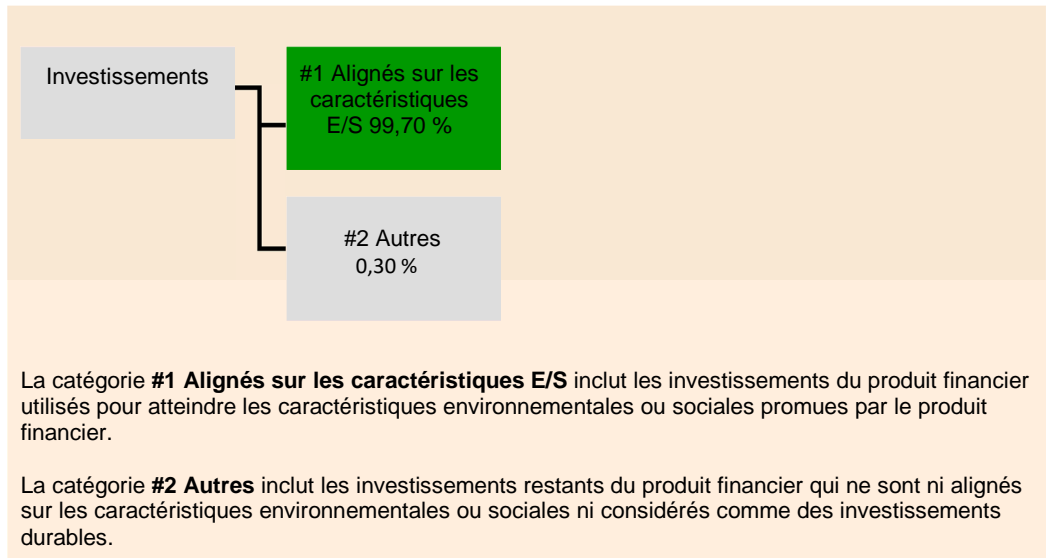 Investissements
#1 Alignés sur les
caractéristiques
E/S 99,70 %
#2 Autres
0,30 %
La catégorie #1 Alignés sur les caractéristiques E/S inclut les investissements du produit financier
utilisés pour atteindre les caractéristiques environnementales ou sociales promues par le produit
financier.
La catégorie #2 Autres inclut les investissements restants du produit financier qui ne sont ni alignés
sur les caractéristiques environnementales ou sociales ni considérés comme des investissements
durables.